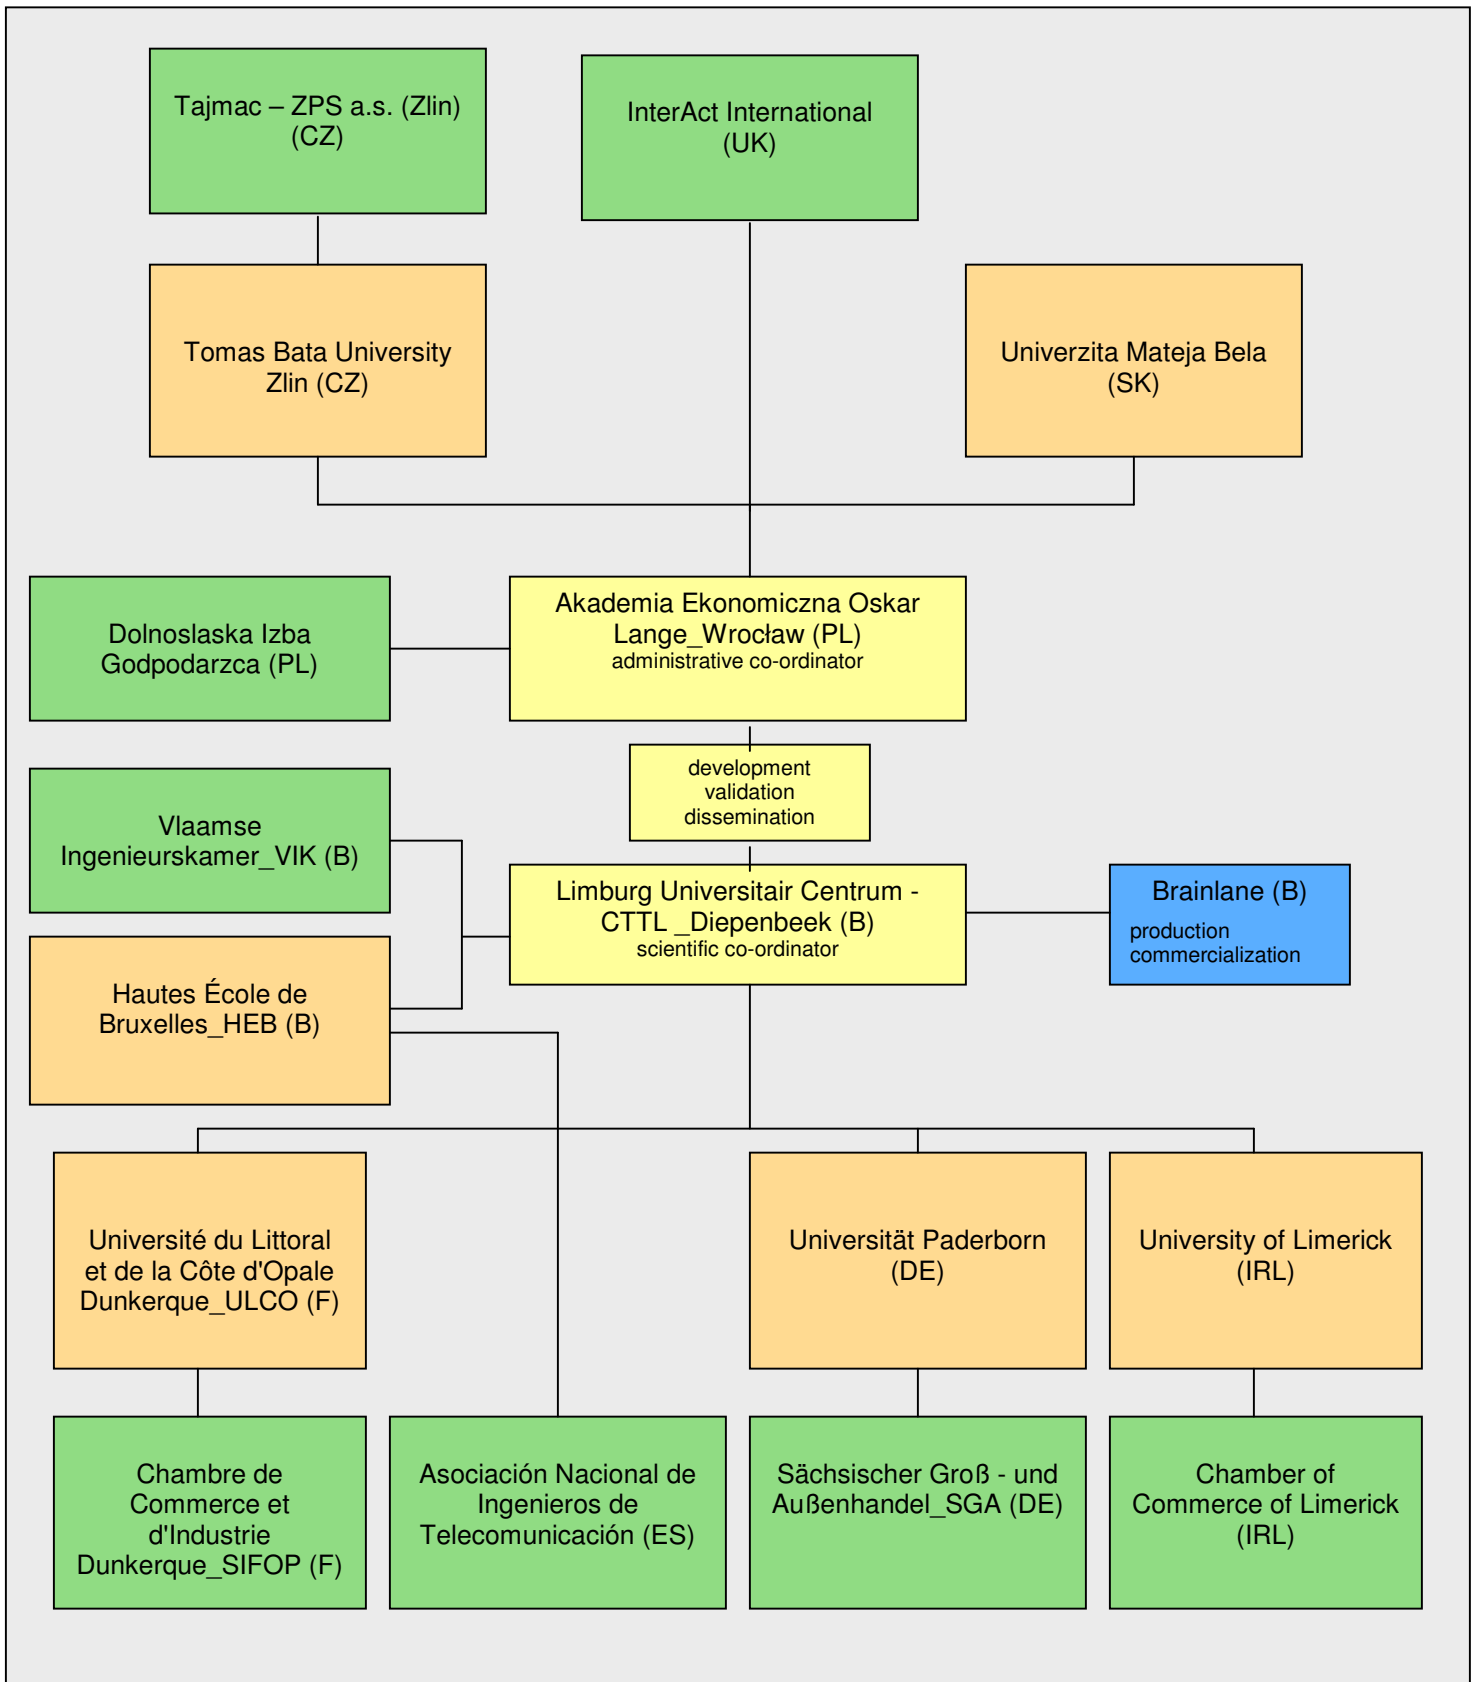 Tajmac – ZPS a.s. (Zlin)
(CZ)
InterAct International
(UK)
Tomas Bata University
Zlin (CZ)
Univerzita Mateja Bela
(SK)
Dolnoslaska Izba
Godpodarzca (PL)
Akademia Ekonomiczna Oskar
Lange_Wrocław (PL)
administrative co-ordinator
development
validation
dissemination
Vlaamse
Ingenieurskamer_VIK (B)
Limburg Universitair Centrum -
CTTL _Diepenbeek (B)
scientific co-ordinator
Brainlane (B)
production
commercialization
Hautes École de
Bruxelles_HEB (B)
Université du Littoral
et de la Côte d'Opale
Dunkerque_ULCO (F)
Universität Paderborn
(DE)
University of Limerick
(IRL)
Chambre de
Commerce et
d'Industrie
Dunkerque_SIFOP (F)
Asociación Nacional de
Ingenieros de
Telecomunicación (ES)
Sächsischer Groß - und
Außenhandel_SGA (DE)
Chamber of
Commerce of Limerick
(IRL)